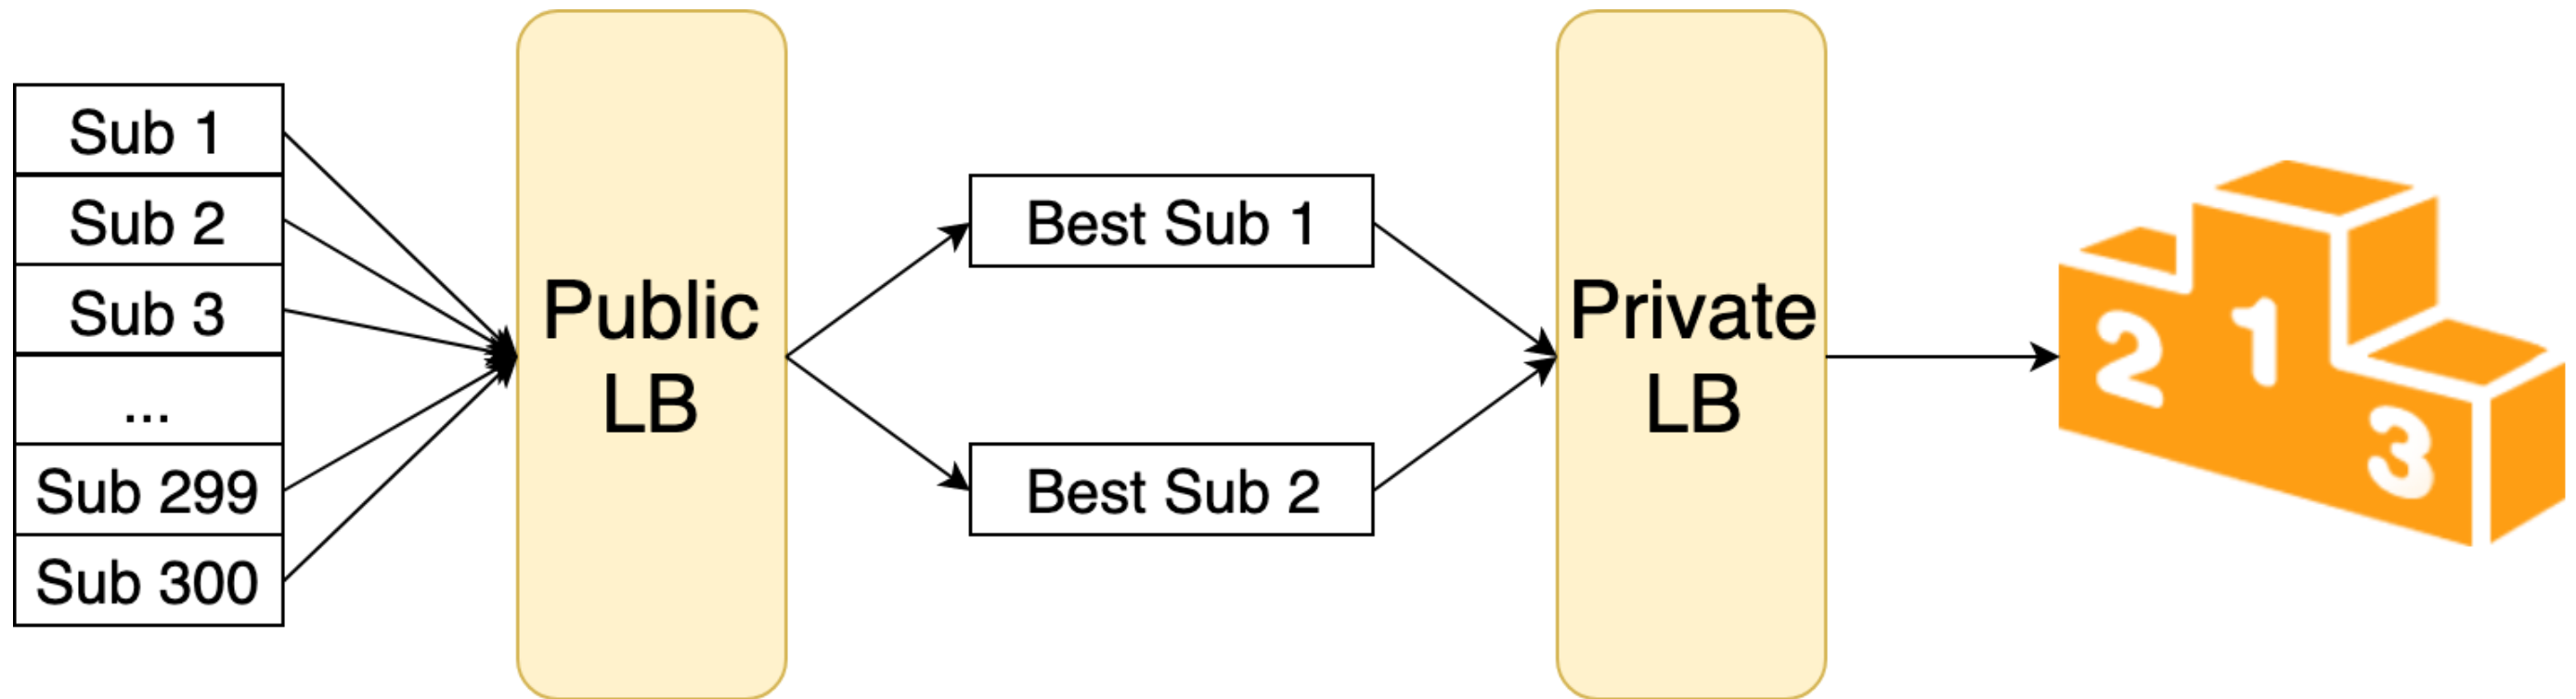 Sub 1
Sub 2
Sub 3
...
Sub 299
Sub 300
Public
LB
Best Sub 1
Best Sub 2
Private
LB
2
1
3